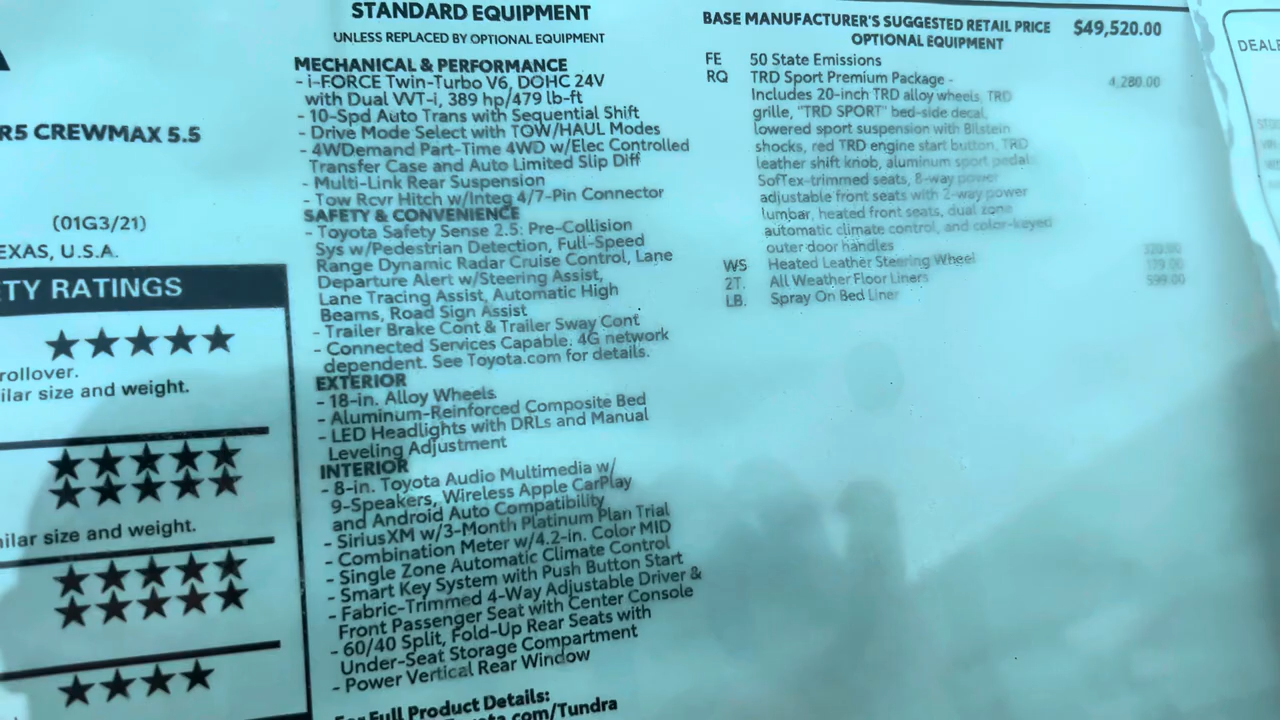 R5 CREWMAX 5.5
(01G3/21)
EXAS, U.S.A.
TY RATINGS
★★★★★
rollover.
ilar size and weight.
★★★★★
★★★★★
nilar size and weight.
★★★★★
★★★★★
★★★★
STANDARD EQUIPMENT
UNLESS REPLACED BY OPTIONAL EQUIPMENT
MECHANICAL & PERFORMANCE
- i-FORCE Twin-Turbo V6, DOHC 24V
with Dual VVT-i, 389 hp/479 lb-ft
- 10-Spd Auto Trans with Sequential Shift
- Drive Mode Select with TOW/HAUL Modes
- 4WDemand Part-Time 4WD w/Elec Controlled
Transfer Case and Auto Limited Slip Diff
- Multi-Link Rear Suspension
- Tow Rcvr Hitch w/Integ 4/7-Pin Connector
SAFETY & CONVENIENCE
- Toyota Safety Sense 2.5: Pre-Collision
Sys w/Pedestrian Detection, Full-Speed
Range Dynamic Radar Cruise Control, Lane
Departure Alert w/Steering Assist,
Lane Tracing Assist, Automatic High
Beams, Road Sign Assist
- Trailer Brake Cont & Trailer Sway Cont
- Connected Services Capable. 4G network
dependent. See Toyota.com for details.
EXTERIOR
- 18-in. Alloy Wheels
- Aluminum-Reinforced Composite Bed
- LED Headlights with DRLs and Manual
Leveling Adjustment
INTERIOR
- 8-in. Toyota Audio Multimedia w/
9-Speakers, Wireless Apple CarPlay
and Android Auto Compatibility
- SiriusXM w/3-Month Platinum Plan Trial
- Combination Meter w/4.2-in. Color MID
- Single Zone Automatic Climate Control
- Smart Key System with Push Button Start
- Fabric-Trimmed 4-Way Adjustable Driver &
Front Passenger Seat with Center Console
- 60/40 Split, Fold-Up Rear Seats with
Under-Seat Storage Compartment
- Power Vertical Rear Window
For Full Product Details:
toyota.com/Tundra
BASE MANUFACTURER'S SUGGESTED RETAIL PRICE $49,520.00
OPTIONAL EQUIPMENT
FE 50 State Emissions
RQ TRD Sport Premium Package - 4,280.00
Includes 20-inch TRD alloy wheels, TRD
grille, "TRD SPORT" bed-side decal,
lowered sport suspension with Bilstein
shocks, red TRD engine start button, TRD
leather shift knob, aluminum sport pedal
SofTex-trimmed seats, 8-way power
adjustable front seats with 2-way power
lumbar, heated front seats, dual zone
automatic climate control, and color-keyed
outer door handles
WS Heated Leather Steering Wheel
2T. All Weather Floor Liners
LB. Spray On Bed Liner 599.00
DEALE